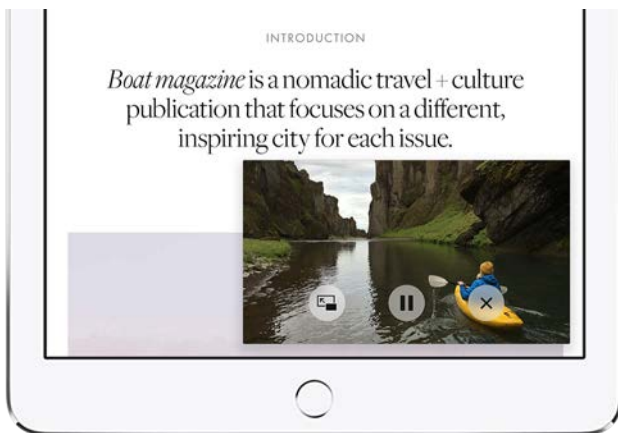 INTRODUCTION
Boat magazine is a nomadic travel + culture
publication that focuses on a different,
inspiring city for each issue.